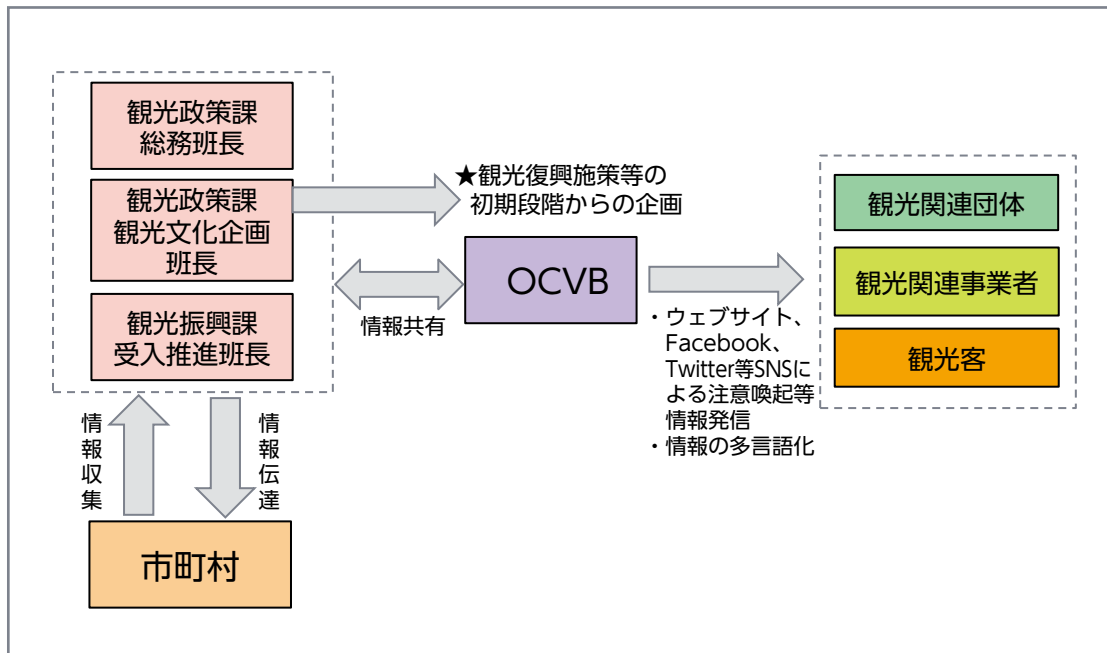 観光政策課
総務班長
観光政策課
観光文化企画
班長
観光振興課
受入推進班長
★観光復興施策等の
初期段階からの企画
情報共有
OCVB
・ウェブサイト、
Facebook、
Twitter等SNSに
よる注意喚起等
情報発信
・情報の多言語化
観光関連団体
観光関連事業者
観光客
情報収集
情報伝達
市町村